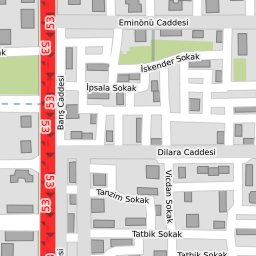 Eminönü Caddesi
53
İskender Sokak
İpsala Sokak
53
Barış Caddesi
53
Dilara Caddesi
53
Vicdan Sokak
Tanzim Sokak
53
Tatbik Sokak
Tatbik Sokak